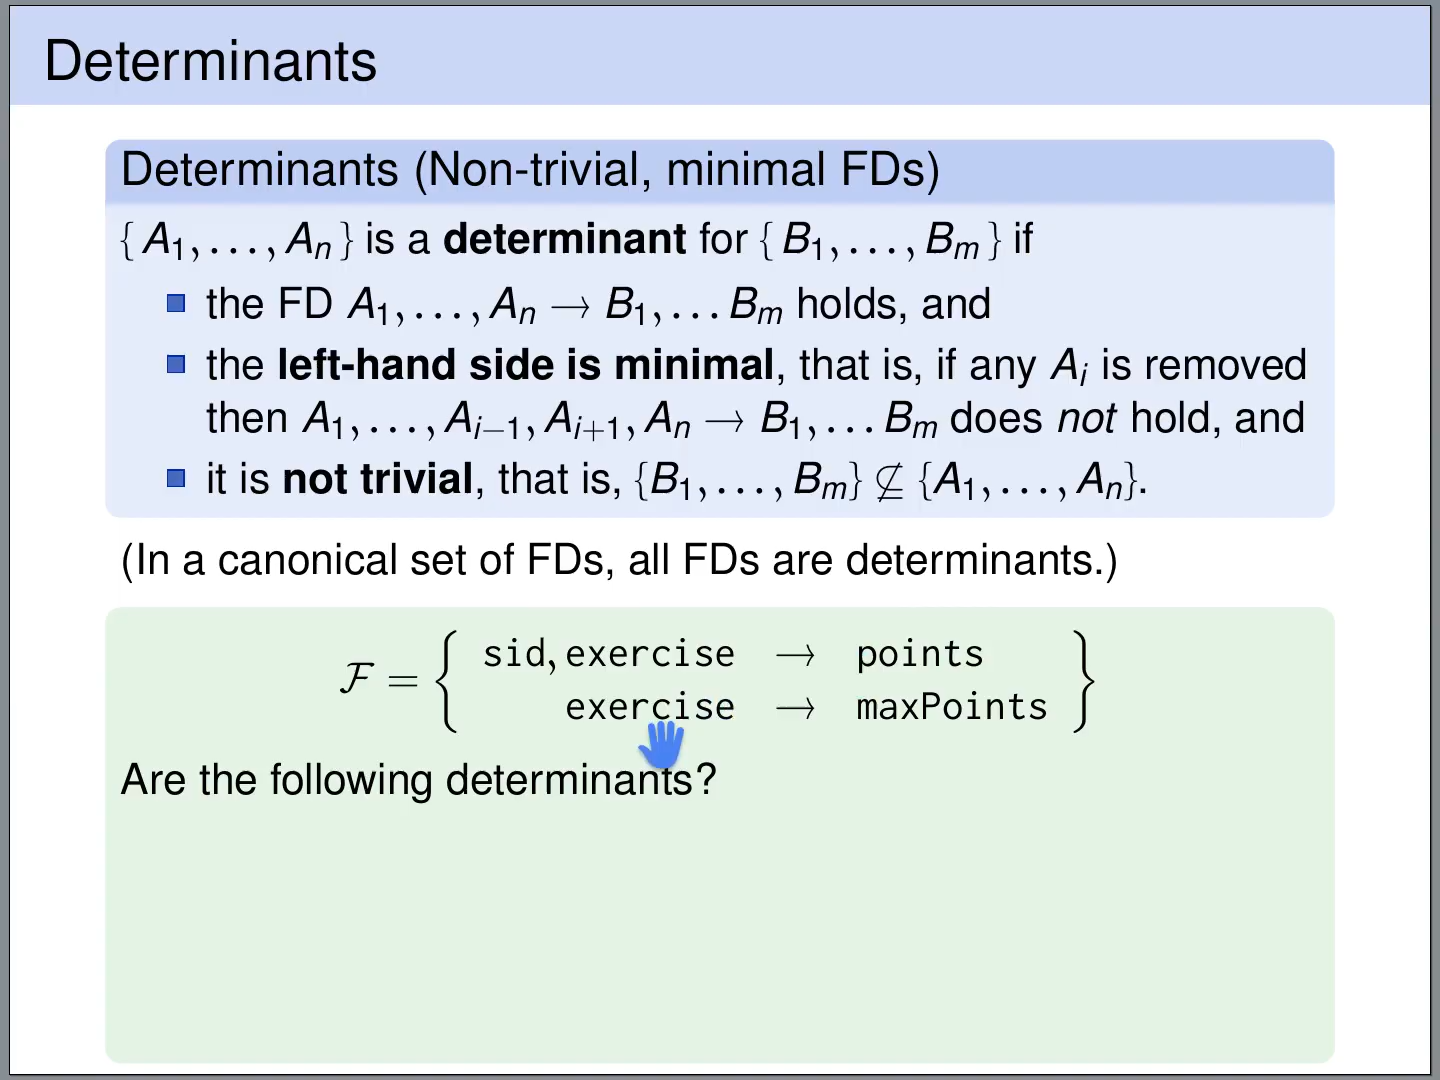 Determinants
Determinants (Non-trivial, minimal FDs)
{ A₁, . . . , Aₙ } is a determinant for { B₁, . . . , Bₘ } if
the FD A₁, . . . , Aₙ → B₁, . . . Bₘ holds, and
the left-hand side is minimal, that is, if any Aᵢ is removed
then A₁, . . . , Aᵢ₋₁, Aᵢ₊₁, Aₙ → B₁, . . . Bₘ does not hold, and
it is not trivial, that is, {B₁, . . . , Bₘ} ⊈ {A₁, . . . , Aₙ}.
(In a canonical set of FDs, all FDs are determinants.)
ℱ = { sid, exercise → points
exercise → maxPoints }
Are the following determinants?